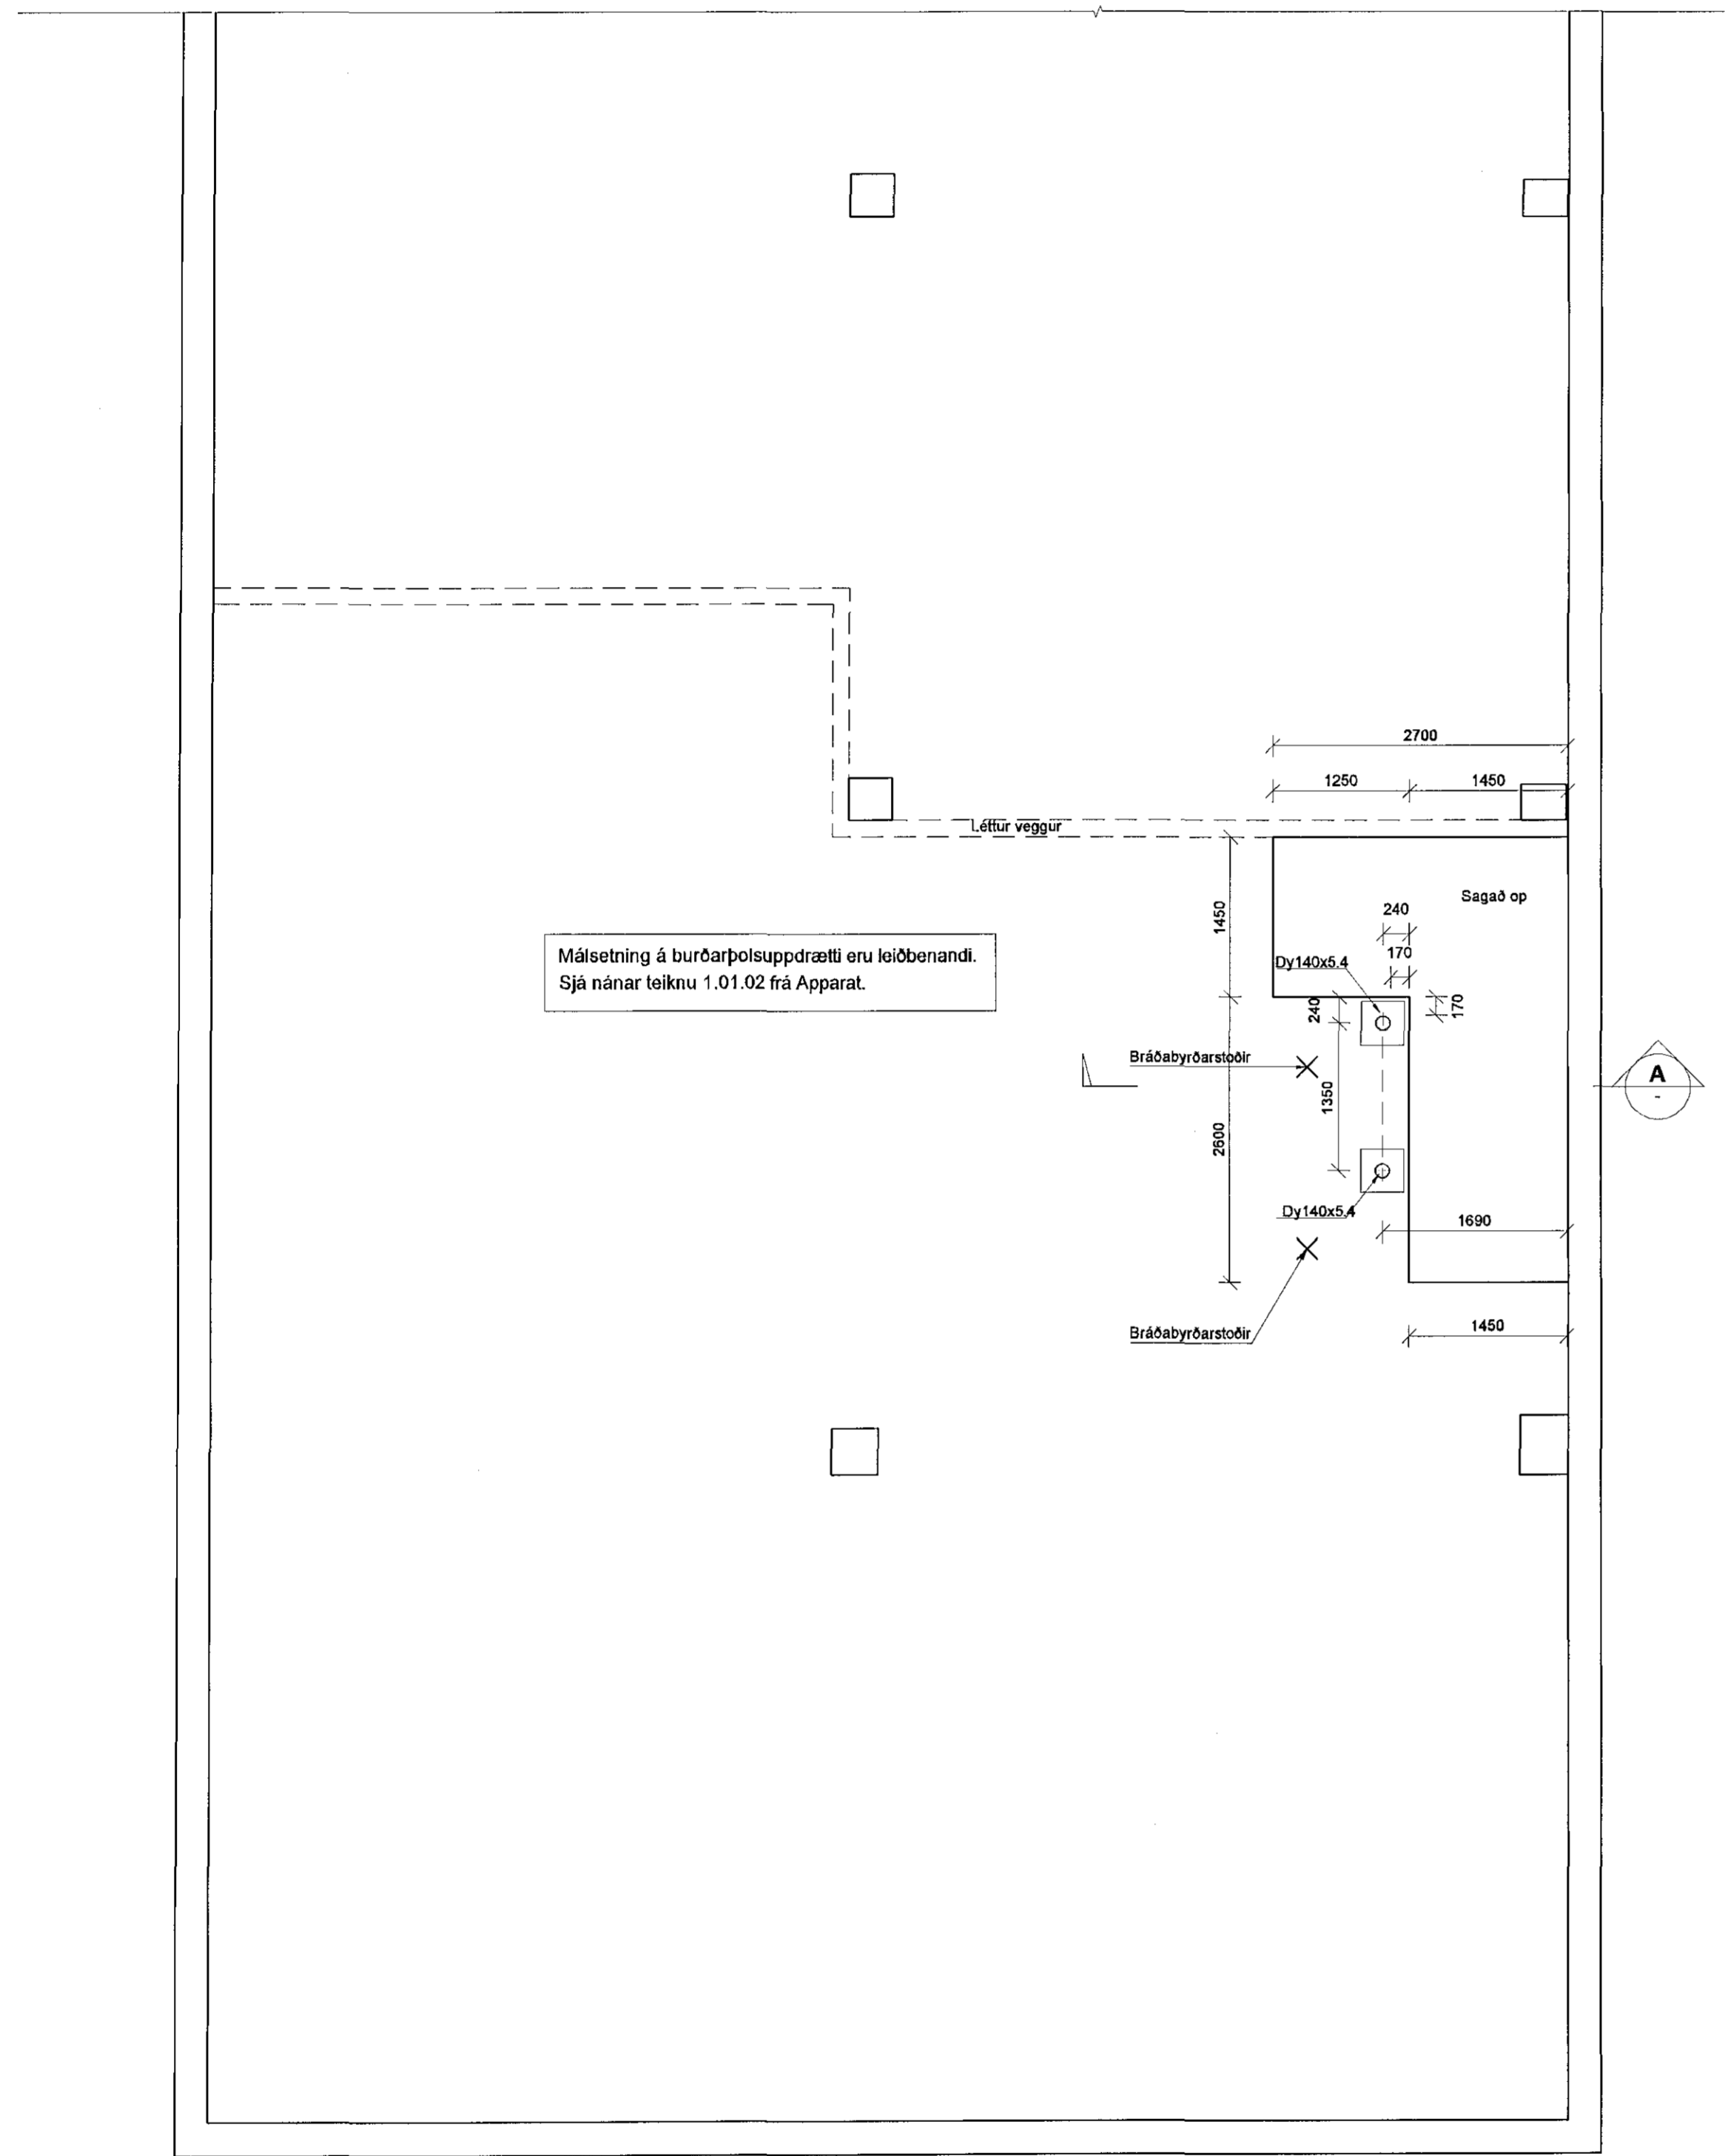 2700
1250
1450
Léttur veggur
Sagað op
240
1450
170
Dy140x5.4
Málsetning á burðarþolsuppdrætti eru leiðbenandi.
Sjá nánar teiknu 1.01.02 frá Apparat.
240
170
Bráðabyrðarstoðir
A
-
1350
2600
Dy140x5.4
1690
1450
Bráðabyrðarstoðir